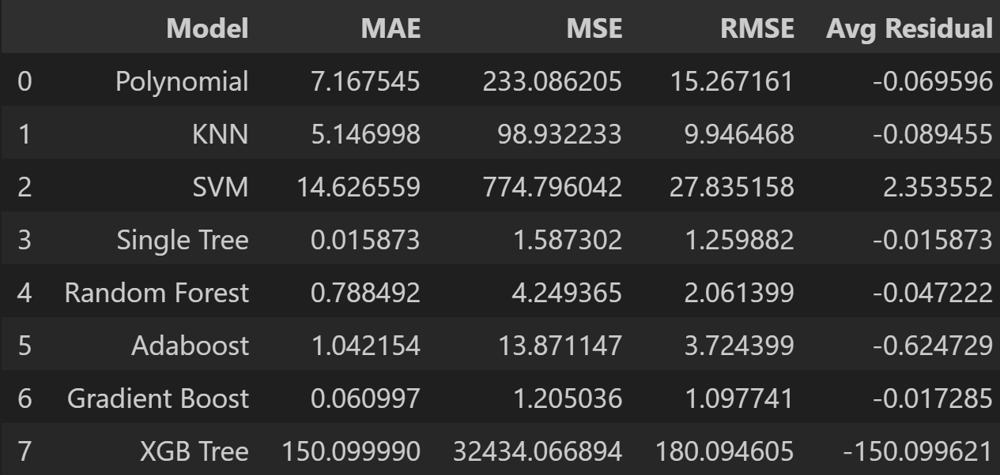 Model MAE MSE RMSE Avg Residual
0 Polynomial 7.167545 233.086205 15.267161 -0.069596
1 KNN 5.146998 98.932233 9.946468 -0.089455
2 SVM 14.626559 774.796042 27.835158 2.353552
3 Single Tree 0.015873 1.587302 1.259882 -0.015873
4 Random Forest 0.788492 4.249365 2.061399 -0.047222
5 Adaboost 1.042154 13.871147 3.724399 -0.624729
6 Gradient Boost 0.060997 1.205036 1.097741 -0.017285
7 XGB Tree 150.099990 32434.066894 180.094605 -150.099621